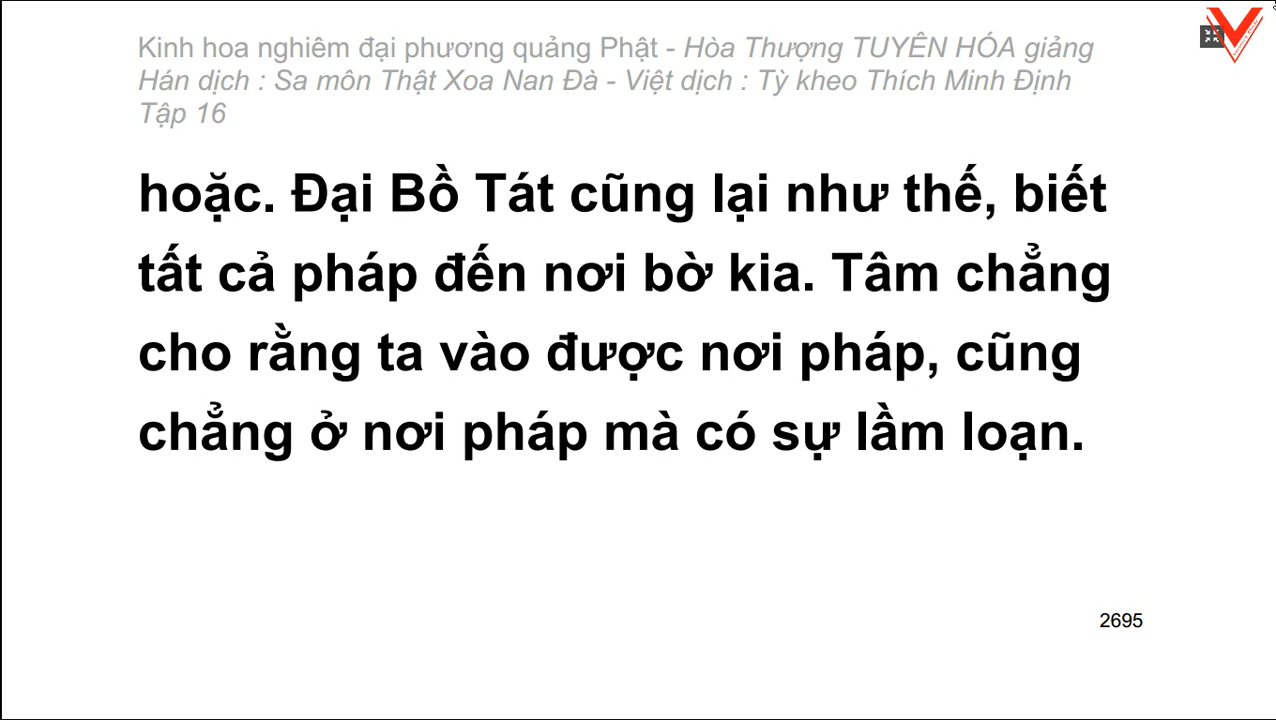 Kinh hoa nghiêm đại phương quảng Phật - Hòa Thượng TUYÊN HÓA giảng
Hán dịch : Sa môn Thật Xoa Nan Đà - Việt dịch : Tỳ kheo Thích Minh Định
Tập 16
hoặc. Đại Bồ Tát cũng lại như thế, biết
tất cả pháp đến nơi bờ kia. Tâm chẳng
cho rằng ta vào được nơi pháp, cũng
chẳng ở nơi pháp mà có sự lầm loạn.
2695